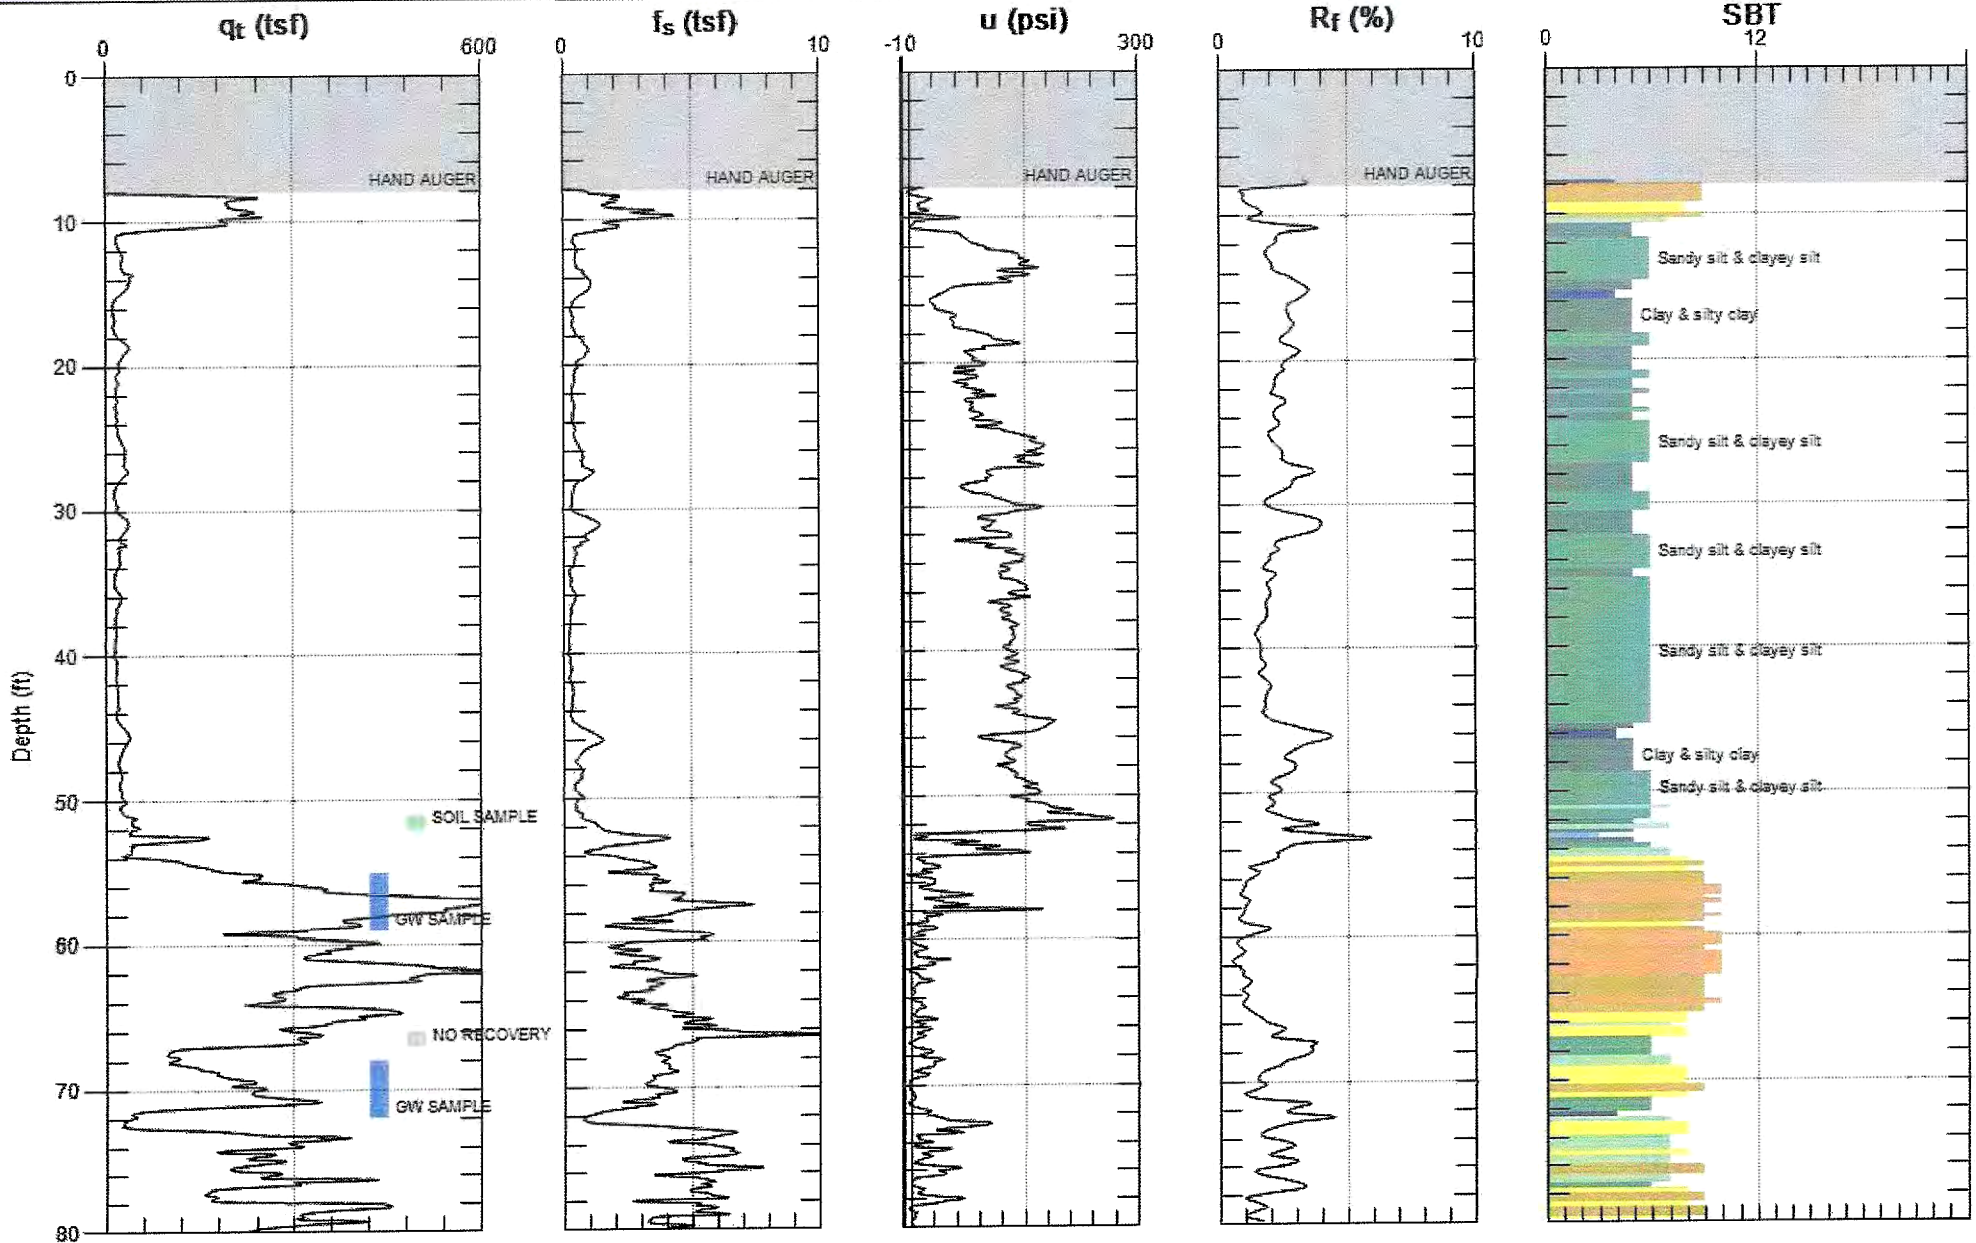 qt (tsf)
fs (tsf)
u (psi)
Rf (%)
SBT
0 600
0 10
-10 300
0 10
0 12
0
HAND AUGER
HAND AUGER
HAND AUGER
HAND AUGER
10
Sandy silt & clayey silt
Clay & silty clay
20
Sandy silt & clayey silt
30
Sandy silt & clayey silt
40
Sandy silt & clayey silt
Depth (ft)
Clay & silty clay
Sandy silt & clayey silt
50
SOIL SAMPLE
GW SAMPLE
60
NO RECOVERY
70
GW SAMPLE
80